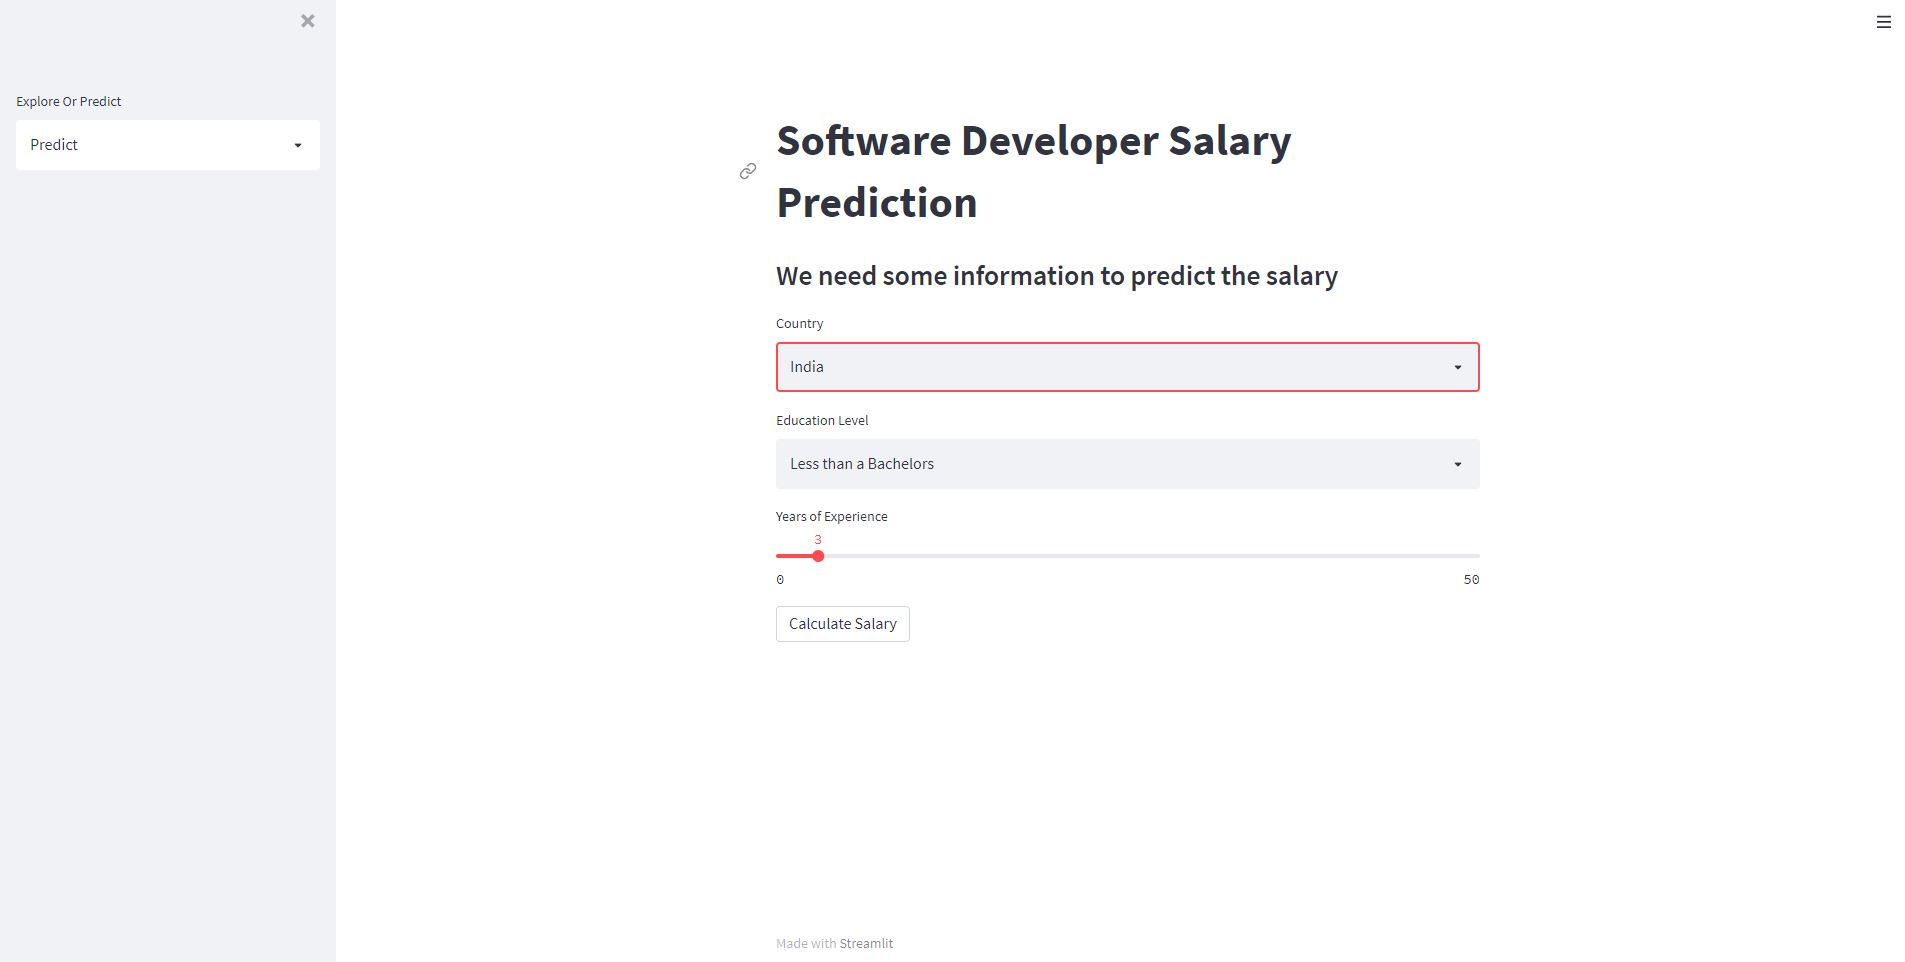 Explore Or Predict
Predict
Software Developer Salary
Prediction
We need some information to predict the salary
Country
India
Education Level
Less than a Bachelors
Years of Experience
3
0 50
Calculate Salary
Made with Streamlit